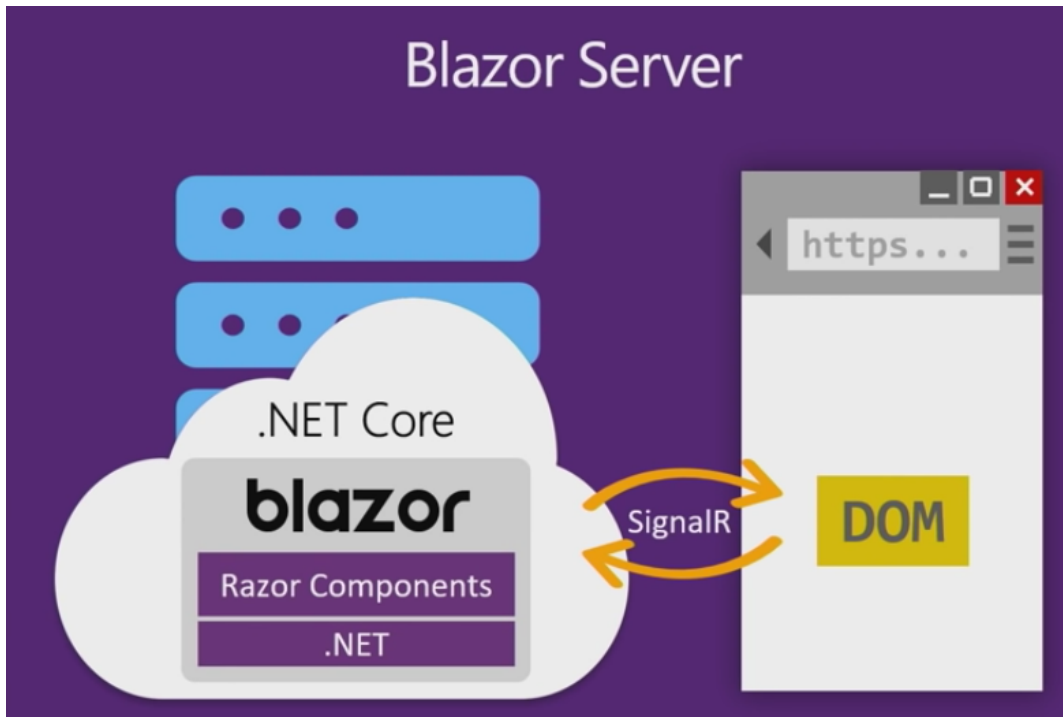 Blazor Server
https...
.NET Core
blazor
SignalR
DOM
Razor Components
.NET